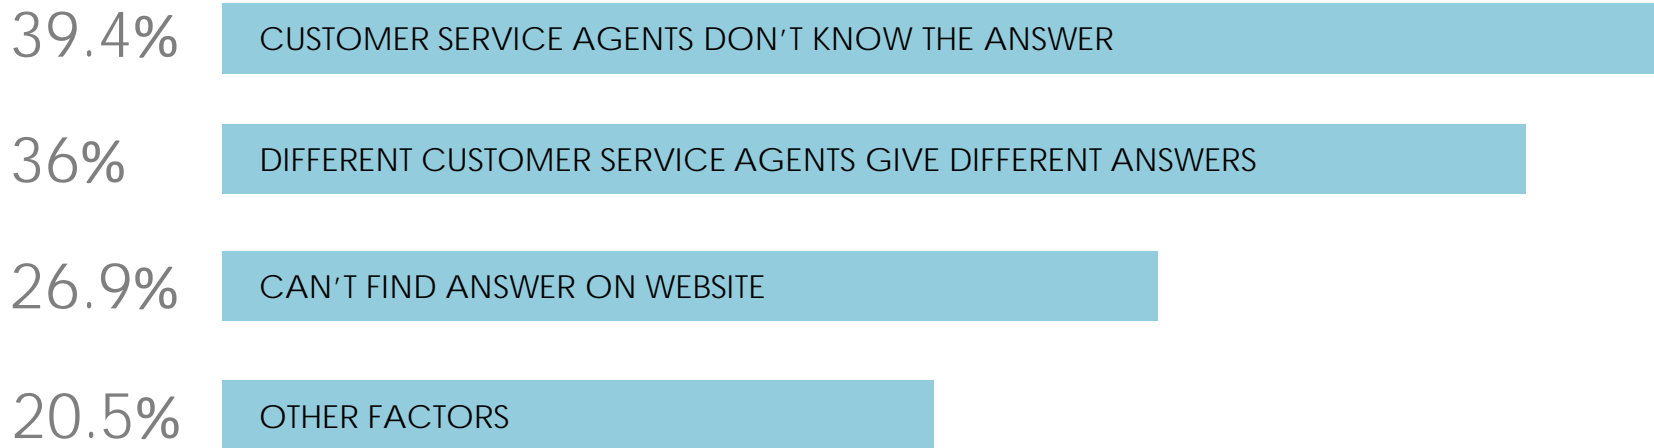 39.4% CUSTOMER SERVICE AGENTS DON'T KNOW THE ANSWER
36% DIFFERENT CUSTOMER SERVICE AGENTS GIVE DIFFERENT ANSWERS
26.9% CAN'T FIND ANSWER ON WEBSITE
20.5% OTHER FACTORS